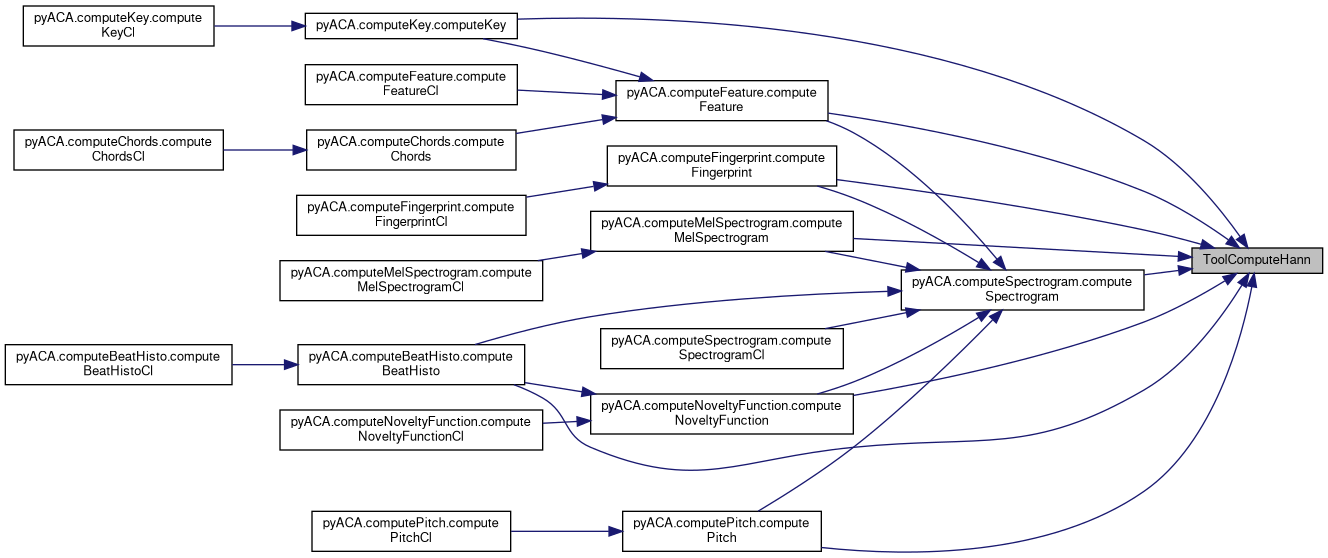 pyACA.computeKey.compute
KeyCl
pyACA.computeKey.computeKey
pyACA.computeFeature.compute
FeatureCl
pyACA.computeFeature.compute
Feature
pyACA.computeChords.compute
ChordsCl
pyACA.computeChords.compute
Chords
pyACA.computeFingerprint.compute
Fingerprint
pyACA.computeFingerprint.compute
FingerprintCl
pyACA.computeMelSpectrogram.compute
MelSpectrogram
pyACA.computeMelSpectrogram.compute
MelSpectrogramCl
ToolComputeHann
pyACA.computeSpectrogram.compute
Spectrogram
pyACA.computeSpectrogram.compute
SpectrogramCl
pyACA.computeBeatHisto.compute
BeatHistoCl
pyACA.computeBeatHisto.compute
BeatHisto
pyACA.computeNoveltyFunction.compute
NoveltyFunction
pyACA.computeNoveltyFunction.compute
NoveltyFunctionCl
pyACA.computePitch.compute
PitchCl
pyACA.computePitch.compute
Pitch